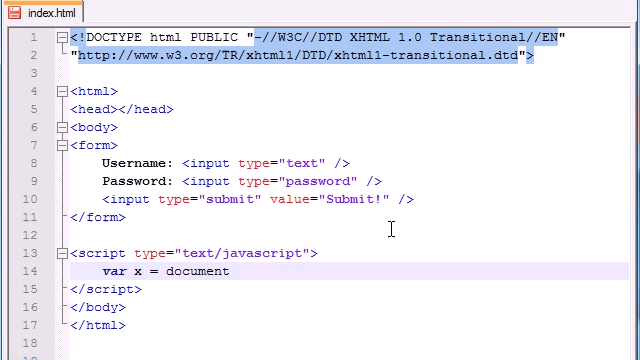 index.html
1 <!DOCTYPE html PUBLIC "-//W3C//DTD XHTML 1.0 Transitional//EN"
2 "http://www.w3.org/TR/xhtml1/DTD/xhtml1-transitional.dtd">
3
4 <html>
5 <head></head>
6 <body>
7 <form>
8 Username: <input type="text" />
9 Password: <input type="password" />
10 <input type="submit" value="Submit!" />
11 </form>
12
13 <script type="text/javascript">
14 var x = document
15 </script>
16 </body>
17 </html>
18